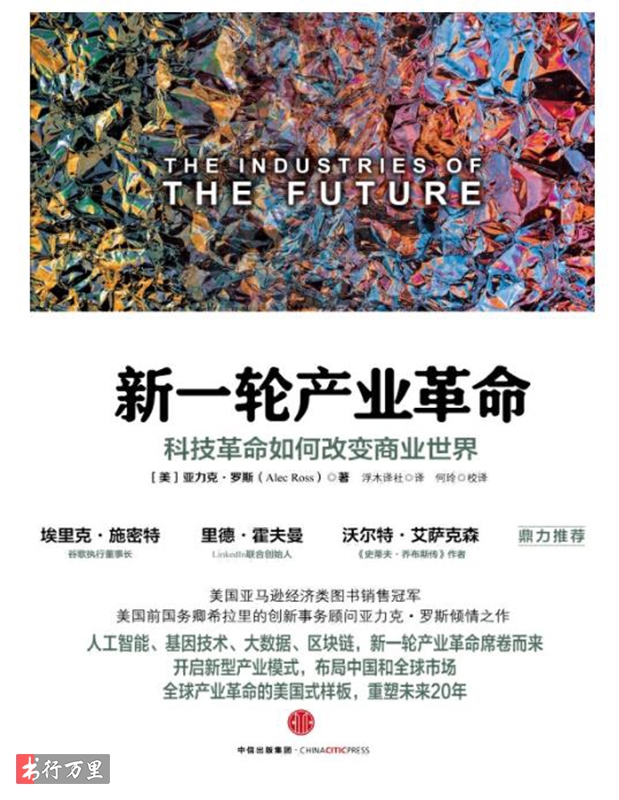 THE INDUSTRIES OF
THE FUTURE
新一轮产业革命
科技革命如何改变商业世界
[美]亚力克·罗斯(Alec Ross)◎著 浮木译社◎译 何玲◎校译
埃里克·施密特 里德·霍夫曼 沃尔特·艾萨克森 鼎力推荐
谷歌执行董事长 LinkedIn联合创始人 《史蒂夫·乔布斯传》作者
美国亚马逊经济类图书销售冠军
美国前国务卿希拉里的创新事务顾问亚力克·罗斯倾情之作
人工智能、基因技术、大数据、区块链，新一轮产业革命席卷而来
开启新型产业模式，布局中国和全球市场
全球产业革命的美国式样板，重塑未来20年
中信出版集团·CHINACITICPRESS
书行万里